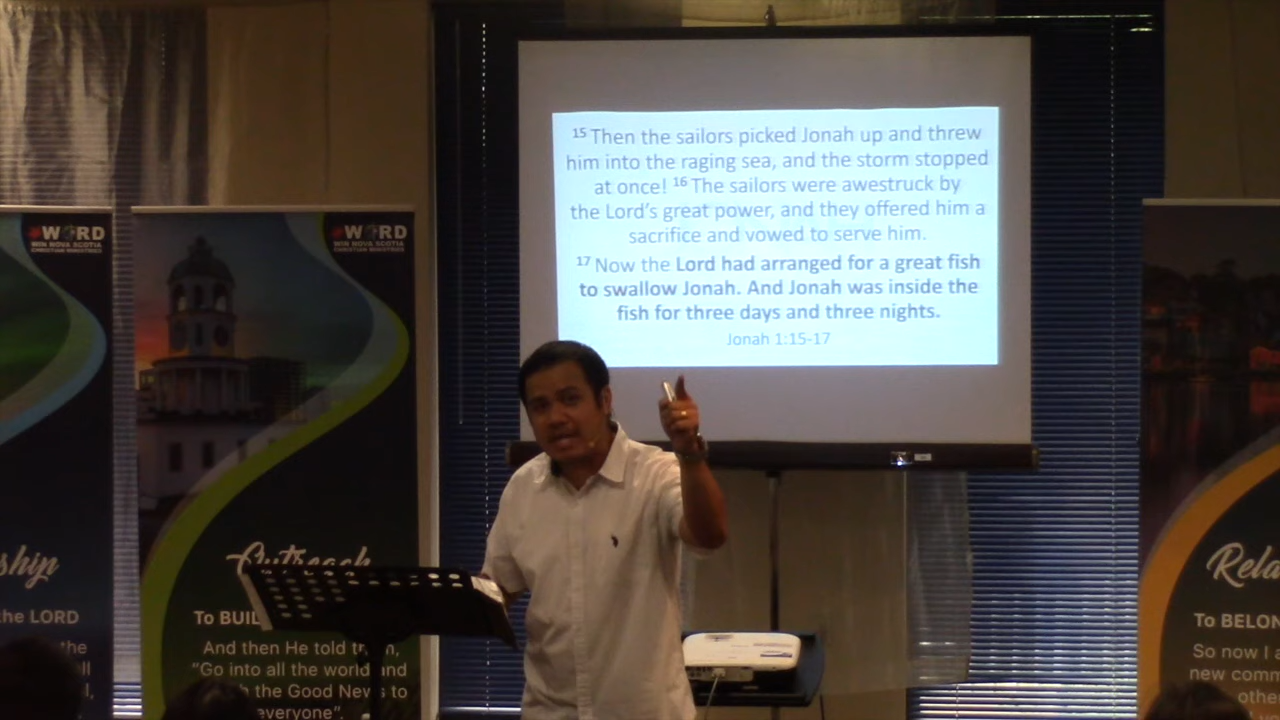 15 Then the sailors picked Jonah up and threw
him into the raging sea, and the storm stopped
at once! 16 The sailors were awestruck by
the Lord's great power, and they offered him a
sacrifice and vowed to serve him.
17 Now the Lord had arranged for a great fish
to swallow Jonah. And Jonah was inside the
fish for three days and three nights.
Jonah 1:15-17
WORD
WIN NOVA SCOTIA
CHRISTIAN MINISTRIES
ship
the LORD
the
WORD
WIN NOVA SCOTIA
CHRISTIAN MINISTRIES
Outreach
To BUIL
And then He told
"Go into all the world and
the Good News to
everyone".
Rela
To BELON
So now I
new comm
othe